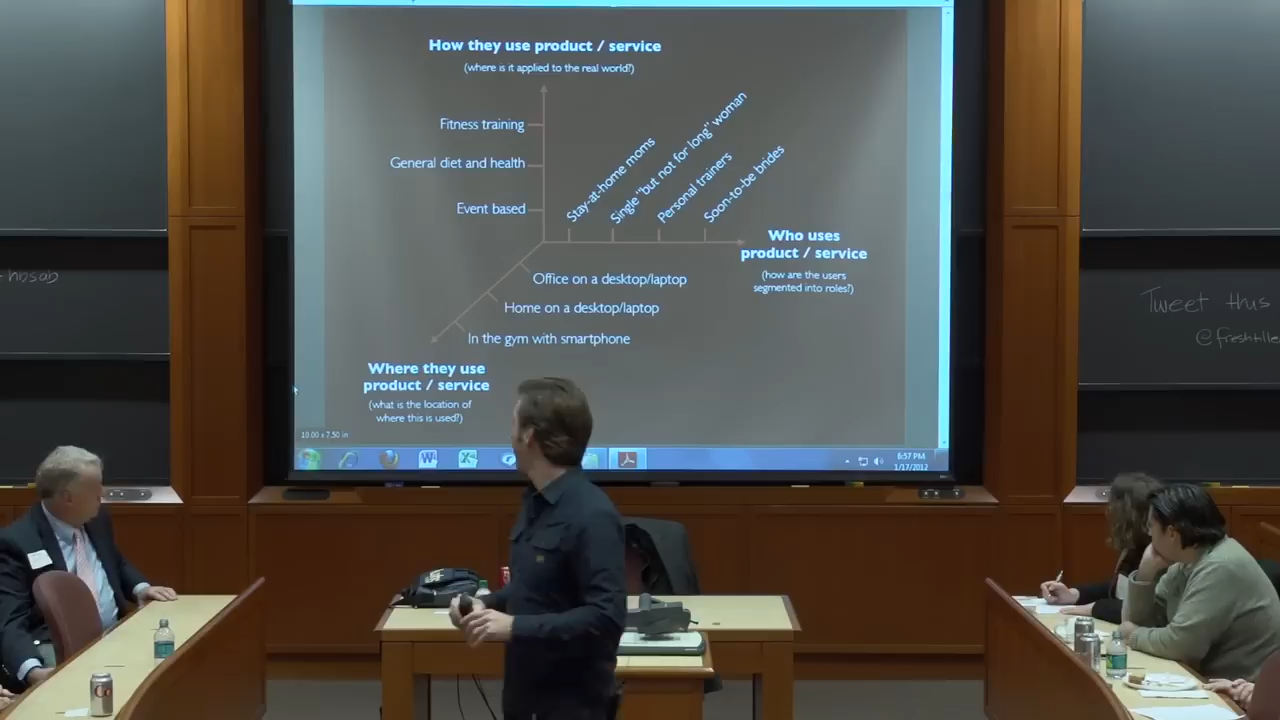 How they use product / service
(where is it applied to the real world?)
Fitness training
General diet and health
Event based
Stay-at-home moms
Single "but not for long" woman
Personal trainers
Soon-to-be brides
Who uses
product / service
(how are the users
segmented into roles?)
Office on a desktop/laptop
Home on a desktop/laptop
In the gym with smartphone
Where they use
product / service
(what is the location of
where this is used?)
10.00 x 7.50 in
6:57 PM
1/17/2012
Tweet this